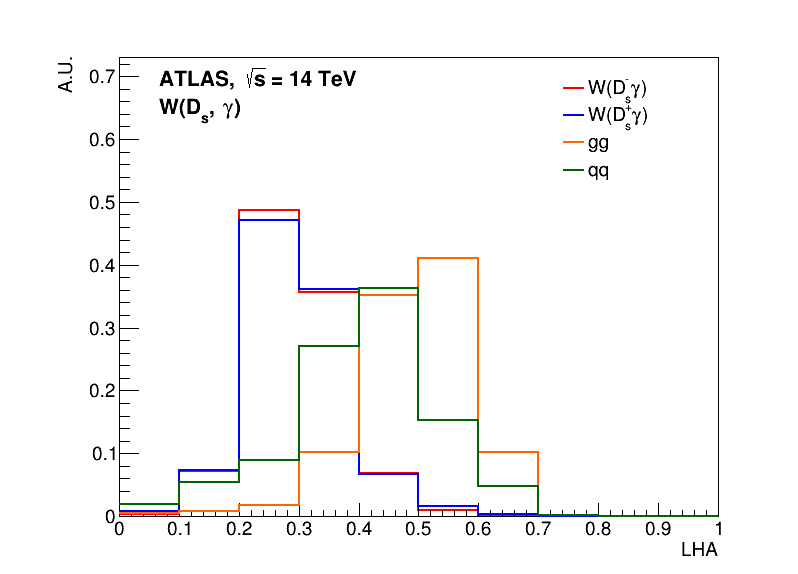 A.U.
ATLAS, √s = 14 TeV
W(Dₛ, γ)
W(Dₛ⁻γ)
W(Dₛ⁺γ)
gg
qq
0.7
0.6
0.5
0.4
0.3
0.2
0.1
0
0 0.1 0.2 0.3 0.4 0.5 0.6 0.7 0.8 0.9 1
LHA